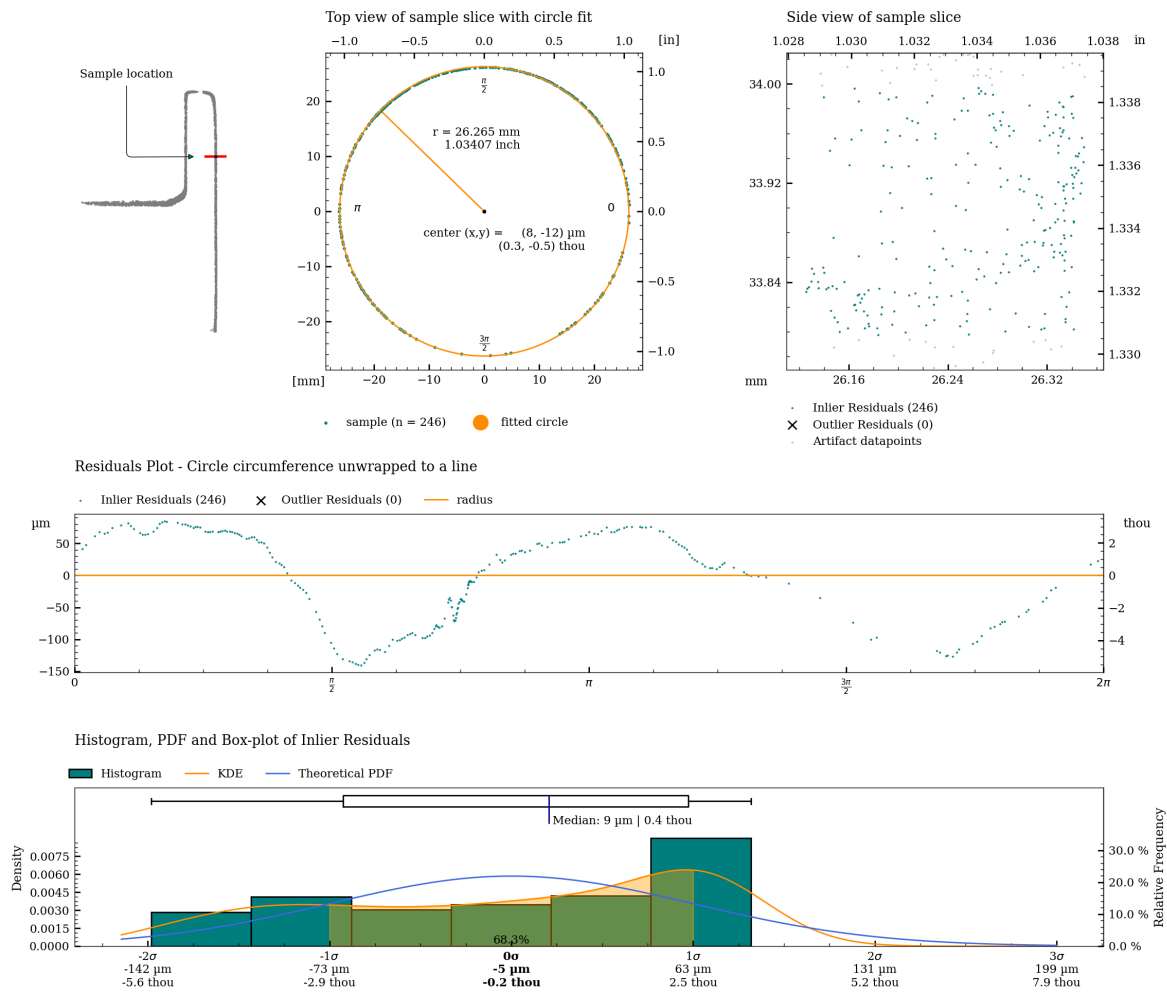 Top view of sample slice with circle fit
Side view of sample slice
−1.0 −0.5 0.0 0.5 1.0 [in]
1.028 1.030 1.032 1.034 1.036 1.038 in
Sample location
20
10
0
−10
−20
1.0
0.5
0.0
−0.5
−1.0
π/2
r = 26.265 mm
1.03407 inch
π
0
center (x,y) = (8, -12) µm
(0.3, -0.5) thou
3π/2
[mm] −20 −10 0 10 20
34.00
33.92
33.84
1.338
1.336
1.334
1.332
1.330
mm 26.16 26.24 26.32
sample (n = 246) fitted circle
Inlier Residuals (246)
Outlier Residuals (0)
Artifact datapoints
Residuals Plot - Circle circumference unwrapped to a line
Inlier Residuals (246) Outlier Residuals (0) radius
µm
thou
50
0
−50
−100
−150
2
0
−2
−4
0 π/2 π 3π/2 2π
Histogram, PDF and Box-plot of Inlier Residuals
Histogram KDE Theoretical PDF
Median: 9 µm | 0.4 thou
Density
0.0075
0.0060
0.0045
0.0030
0.0015
0.0000
Relative Frequency
30.0 %
20.0 %
10.0 %
0.0 %
68.3%
-2σ -1σ 0σ 1σ 2σ 3σ
-142 µm -73 µm -5 µm 63 µm 131 µm 199 µm
-5.6 thou -2.9 thou -0.2 thou 2.5 thou 5.2 thou 7.9 thou